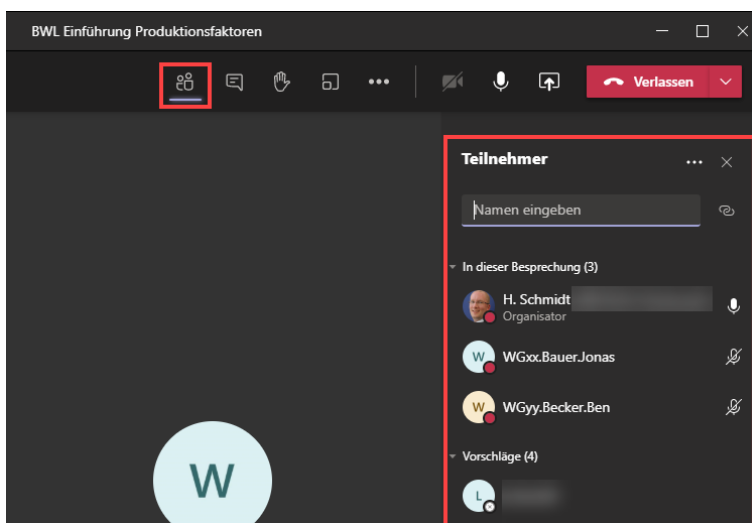 BWL Einführung Produktionsfaktoren
Verlassen
Teilnehmer
Namen eingeben
In dieser Besprechung (3)
H. Schmidt
Organisator
W WGxx.Bauer.Jonas
W WGyy.Becker.Ben
Vorschläge (4)
L
W